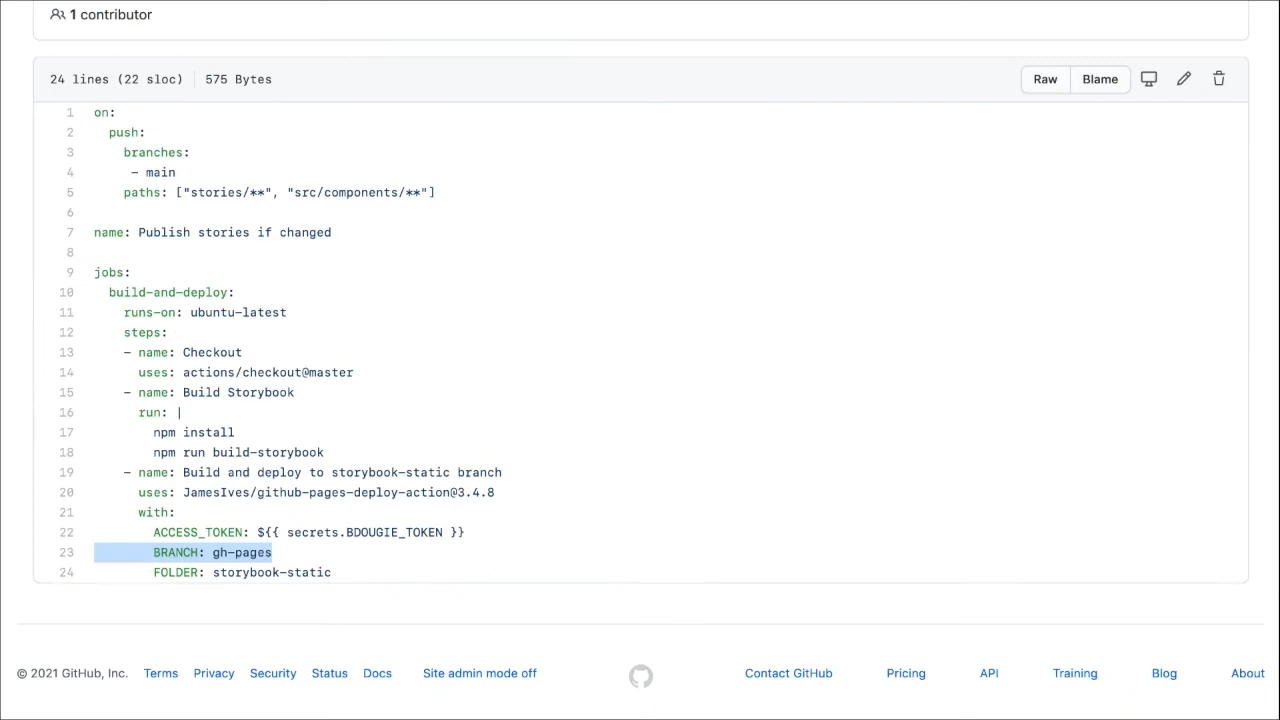 1 contributor
24 lines (22 sloc) 575 Bytes Raw Blame
1 on:
2 push:
3 branches:
4 - main
5 paths: ["stories/**", "src/components/**"]
6
7 name: Publish stories if changed
8
9 jobs:
10 build-and-deploy:
11 runs-on: ubuntu-latest
12 steps:
13 - name: Checkout
14 uses: actions/checkout@master
15 - name: Build Storybook
16 run: |
17 npm install
18 npm run build-storybook
19 - name: Build and deploy to storybook-static branch
20 uses: JamesIves/github-pages-deploy-action@3.4.8
21 with:
22 ACCESS_TOKEN: ${{ secrets.BDOUGIE_TOKEN }}
23 BRANCH: gh-pages
24 FOLDER: storybook-static
© 2021 GitHub, Inc. Terms Privacy Security Status Docs Site admin mode off Contact GitHub Pricing API Training Blog About